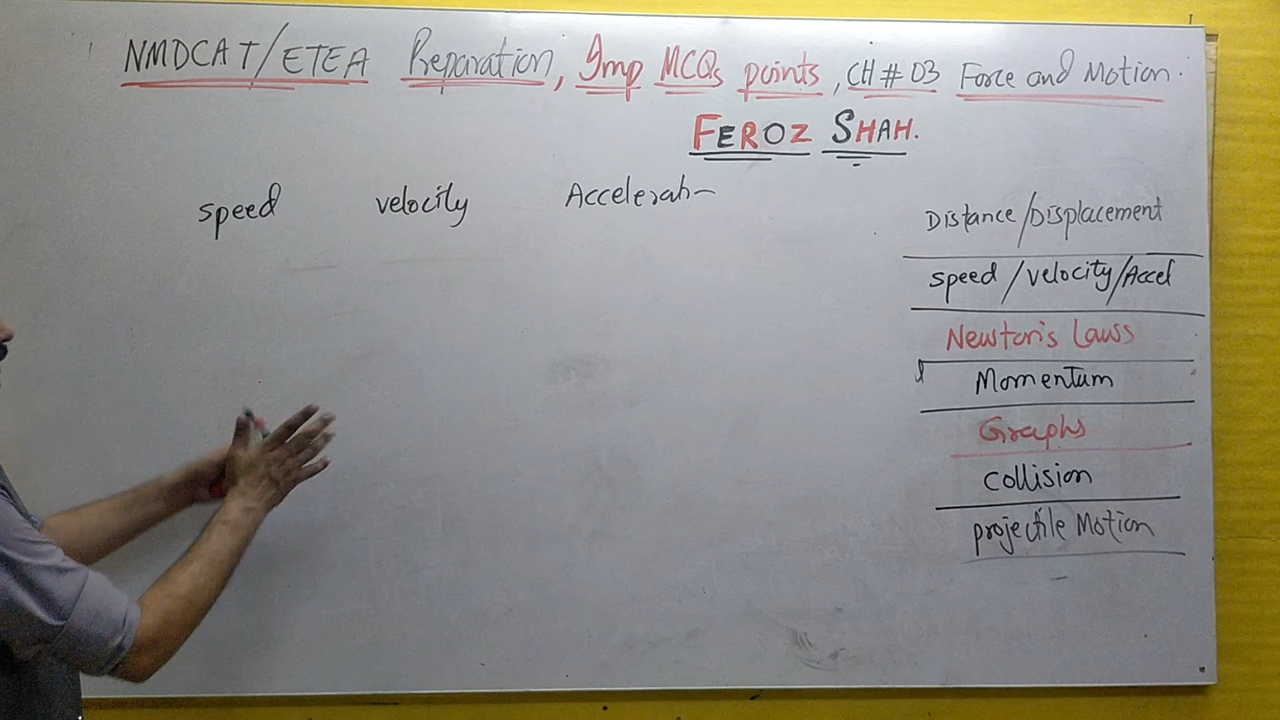 NMDCAT/ETEA Preparation, Imp MCQs points, CH # 03 Force and Motion.
FEROZ SHAH.
speed velocity Accelerat-
Distance/Displacement
speed/velocity/Accel
Newton's Laws
Momentum
Graphs
collision
projectile Motion